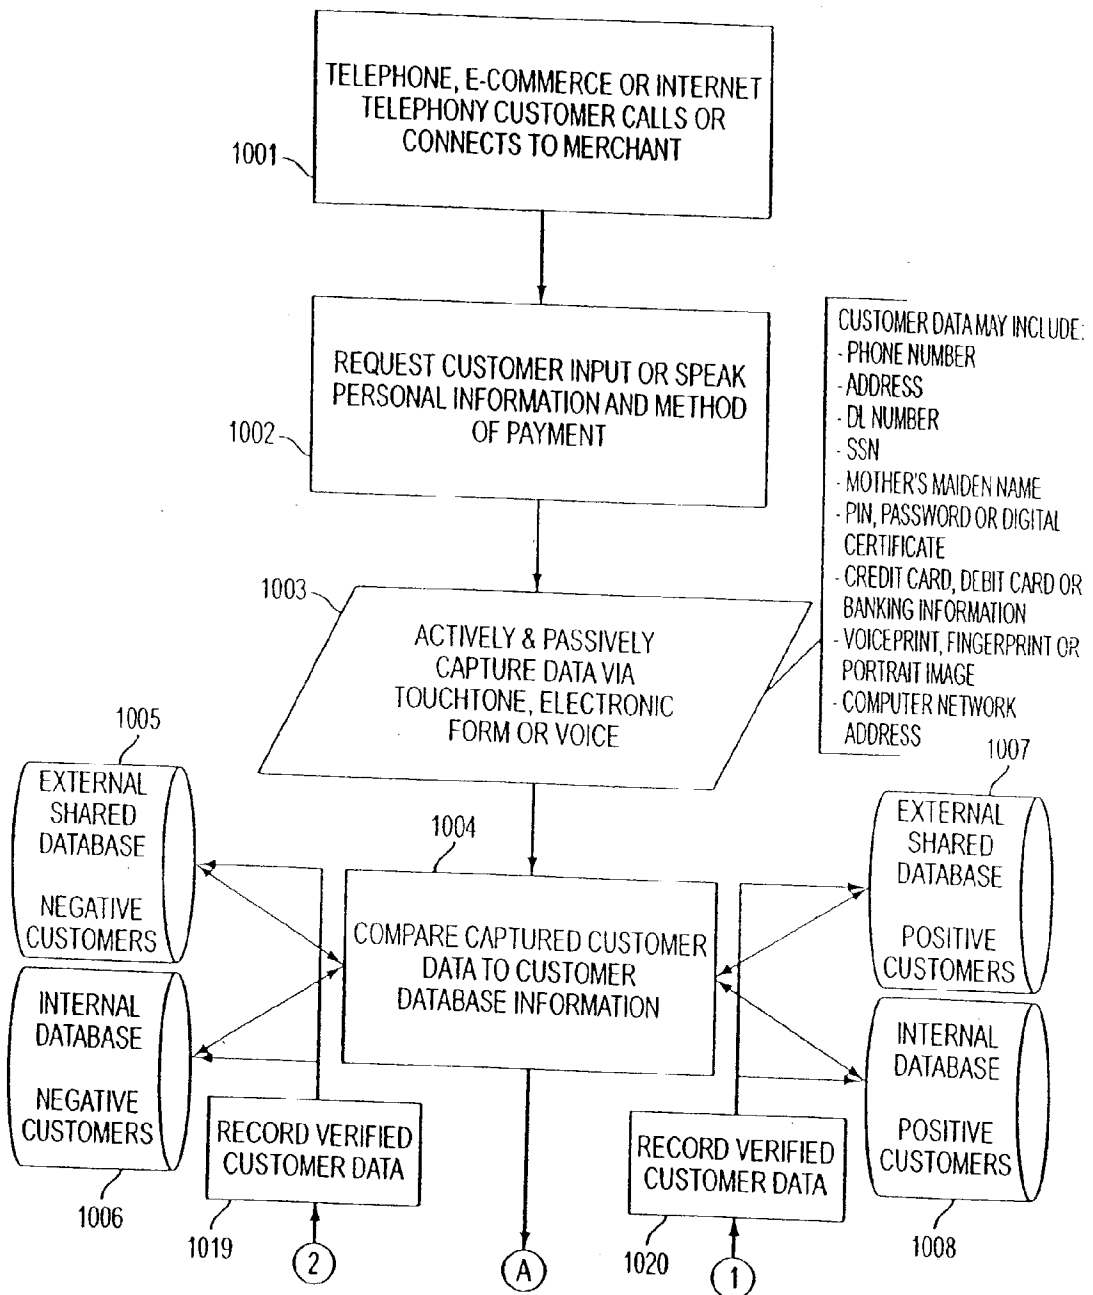 TELEPHONE, E-COMMERCE OR INTERNET
TELEPHONY CUSTOMER CALLS OR
CONNECTS TO MERCHANT
1001
REQUEST CUSTOMER INPUT OR SPEAK
PERSONAL INFORMATION AND METHOD
OF PAYMENT
1002
CUSTOMER DATA MAY INCLUDE:
- PHONE NUMBER
- ADDRESS
- DL NUMBER
- SSN
- MOTHER'S MAIDEN NAME
- PIN, PASSWORD OR DIGITAL
CERTIFICATE
- CREDIT CARD, DEBIT CARD OR
BANKING INFORMATION
- VOICEPRINT, FINGERPRINT OR
PORTRAIT IMAGE
- COMPUTER NETWORK
ADDRESS
1003
ACTIVELY & PASSIVELY
CAPTURE DATA VIA
TOUCHTONE, ELECTRONIC
FORM OR VOICE
1005
EXTERNAL
SHARED
DATABASE
NEGATIVE
CUSTOMERS
1004
COMPARE CAPTURED CUSTOMER
DATA TO CUSTOMER
DATABASE INFORMATION
1007
EXTERNAL
SHARED
DATABASE
POSITIVE
CUSTOMERS
INTERNAL
DATABASE
NEGATIVE
CUSTOMERS
1006
RECORD VERIFIED
CUSTOMER DATA
1019
2
A
RECORD VERIFIED
CUSTOMER DATA
1020
1
INTERNAL
DATABASE
POSITIVE
CUSTOMERS
1008